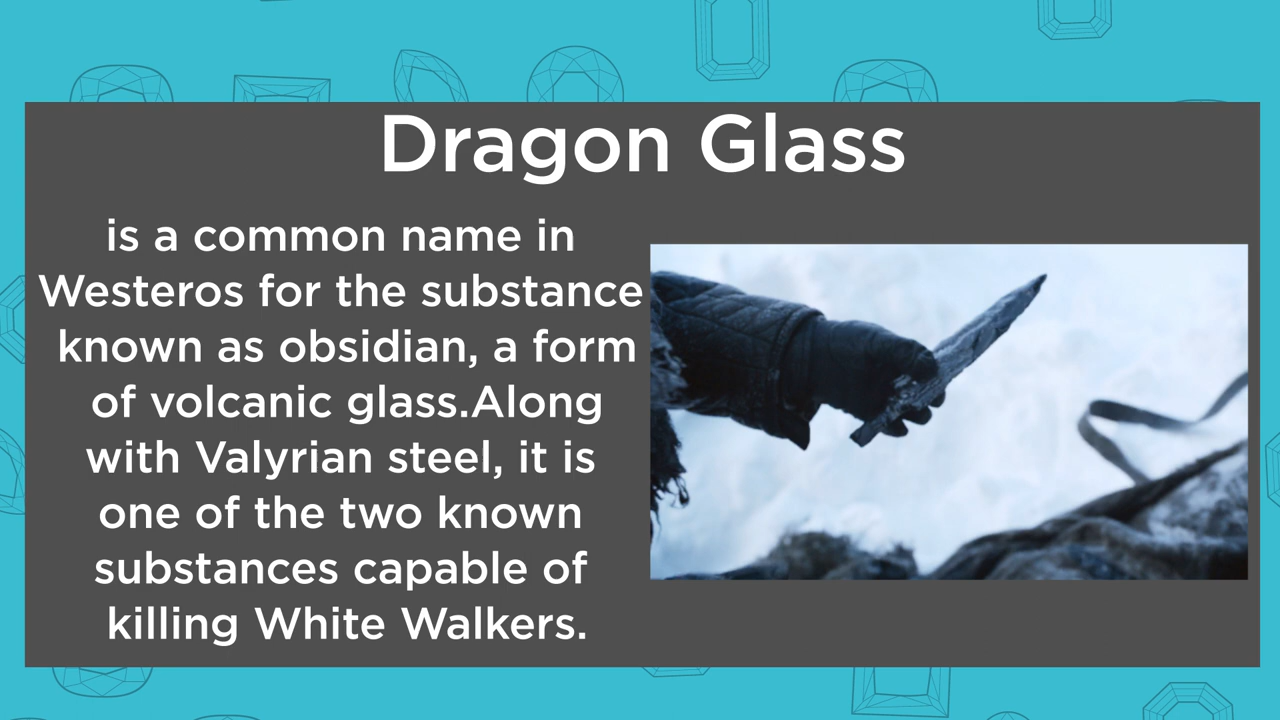 Dragon Glass
is a common name in
Westeros for the substance
known as obsidian, a form
of volcanic glass.Along
with Valyrian steel, it is
one of the two known
substances capable of
killing White Walkers.